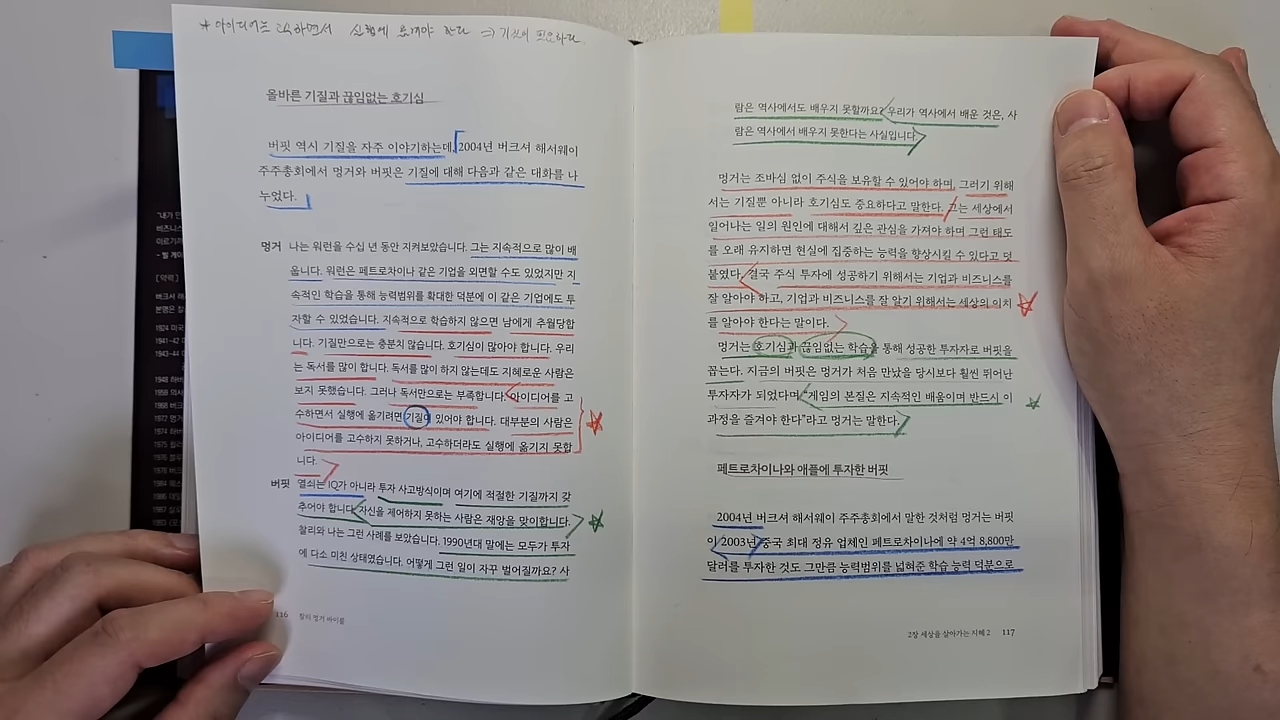 * 아이디어는 고수하면서 실행에 옮겨야 한다 => 기질이 필요하다.
올바른 기질과 끊임없는 호기심
버핏 역시 기질을 자주 이야기하는데, 2004년 버크셔 해서웨이
주주총회에서 멍거와 버핏은 기질에 대해 다음과 같은 대화를 나
누었다.
멍거 나는 워런을 수십 년 동안 지켜보았습니다. 그는 지속적으로 많이 배
웁니다. 워런은 페트로차이나 같은 기업을 외면할 수도 있었지만 지
속적인 학습을 통해 능력범위를 확대한 덕분에 이 같은 기업에도 투
자할 수 있었습니다. 지속적으로 학습하지 않으면 남에게 추월당합
니다. 기질만으로는 충분치 않습니다. 호기심이 많아야 합니다. 우리
는 독서를 많이 합니다. 독서를 많이 하지 않는데도 지혜로운 사람은
보지 못했습니다. 그러나 독서만으로는 부족합니다. 아이디어를 고
수하면서 실행에 옮기려면 기질이 있어야 합니다. 대부분의 사람은
아이디어를 고수하지 못하거나, 고수하더라도 실행에 옮기지 못합
니다.
버핏 열쇠는 IQ가 아니라 투자 사고방식이며 여기에 적절한 기질까지 갖
추어야 합니다. 자신을 제어하지 못하는 사람은 재앙을 맞이합니다.
찰리와 나는 그런 사례를 보았습니다. 1990년대 말에는 모두가 투자
에 다소 미친 상태였습니다. 어떻게 그런 일이 자꾸 벌어질까요? 사
116 찰리 멍거 바이블
람은 역사에서도 배우지 못할까요? 우리가 역사에서 배운 것은, 사
람은 역사에서 배우지 못한다는 사실입니다.
멍거는 조바심 없이 주식을 보유할 수 있어야 하며, 그러기 위해
서는 기질뿐 아니라 호기심도 중요하다고 말한다. 그는 세상에서
일어나는 일의 원인에 대해서 깊은 관심을 가져야 하며 그런 태도
를 오래 유지하면 현실에 집중하는 능력을 향상시킬 수 있다고 덧
붙였다. 결국 주식 투자에 성공하기 위해서는 기업과 비즈니스를
잘 알아야 하고, 기업과 비즈니스를 잘 알기 위해서는 세상의 이치
를 알아야 한다는 말이다.
멍거는 호기심과 끊임없는 학습을 통해 성공한 투자자로 버핏을
꼽는다. 지금의 버핏은 멍거가 처음 만났을 당시보다 훨씬 뛰어난
투자자가 되었다며 "게임의 본질은 지속적인 배움이며 반드시 이
과정을 즐겨야 한다"라고 멍거는 말한다.
페트로차이나와 애플에 투자한 버핏
2004년 버크셔 해서웨이 주주총회에서 말한 것처럼 멍거는 버핏
이 2003년 중국 최대 정유 업체인 페트로차이나에 약 4억 8,800만
달러를 투자한 것도 그만큼 능력범위를 넓혀준 학습 능력 덕분으로
2장 세상을 살아가는 지혜 2 117